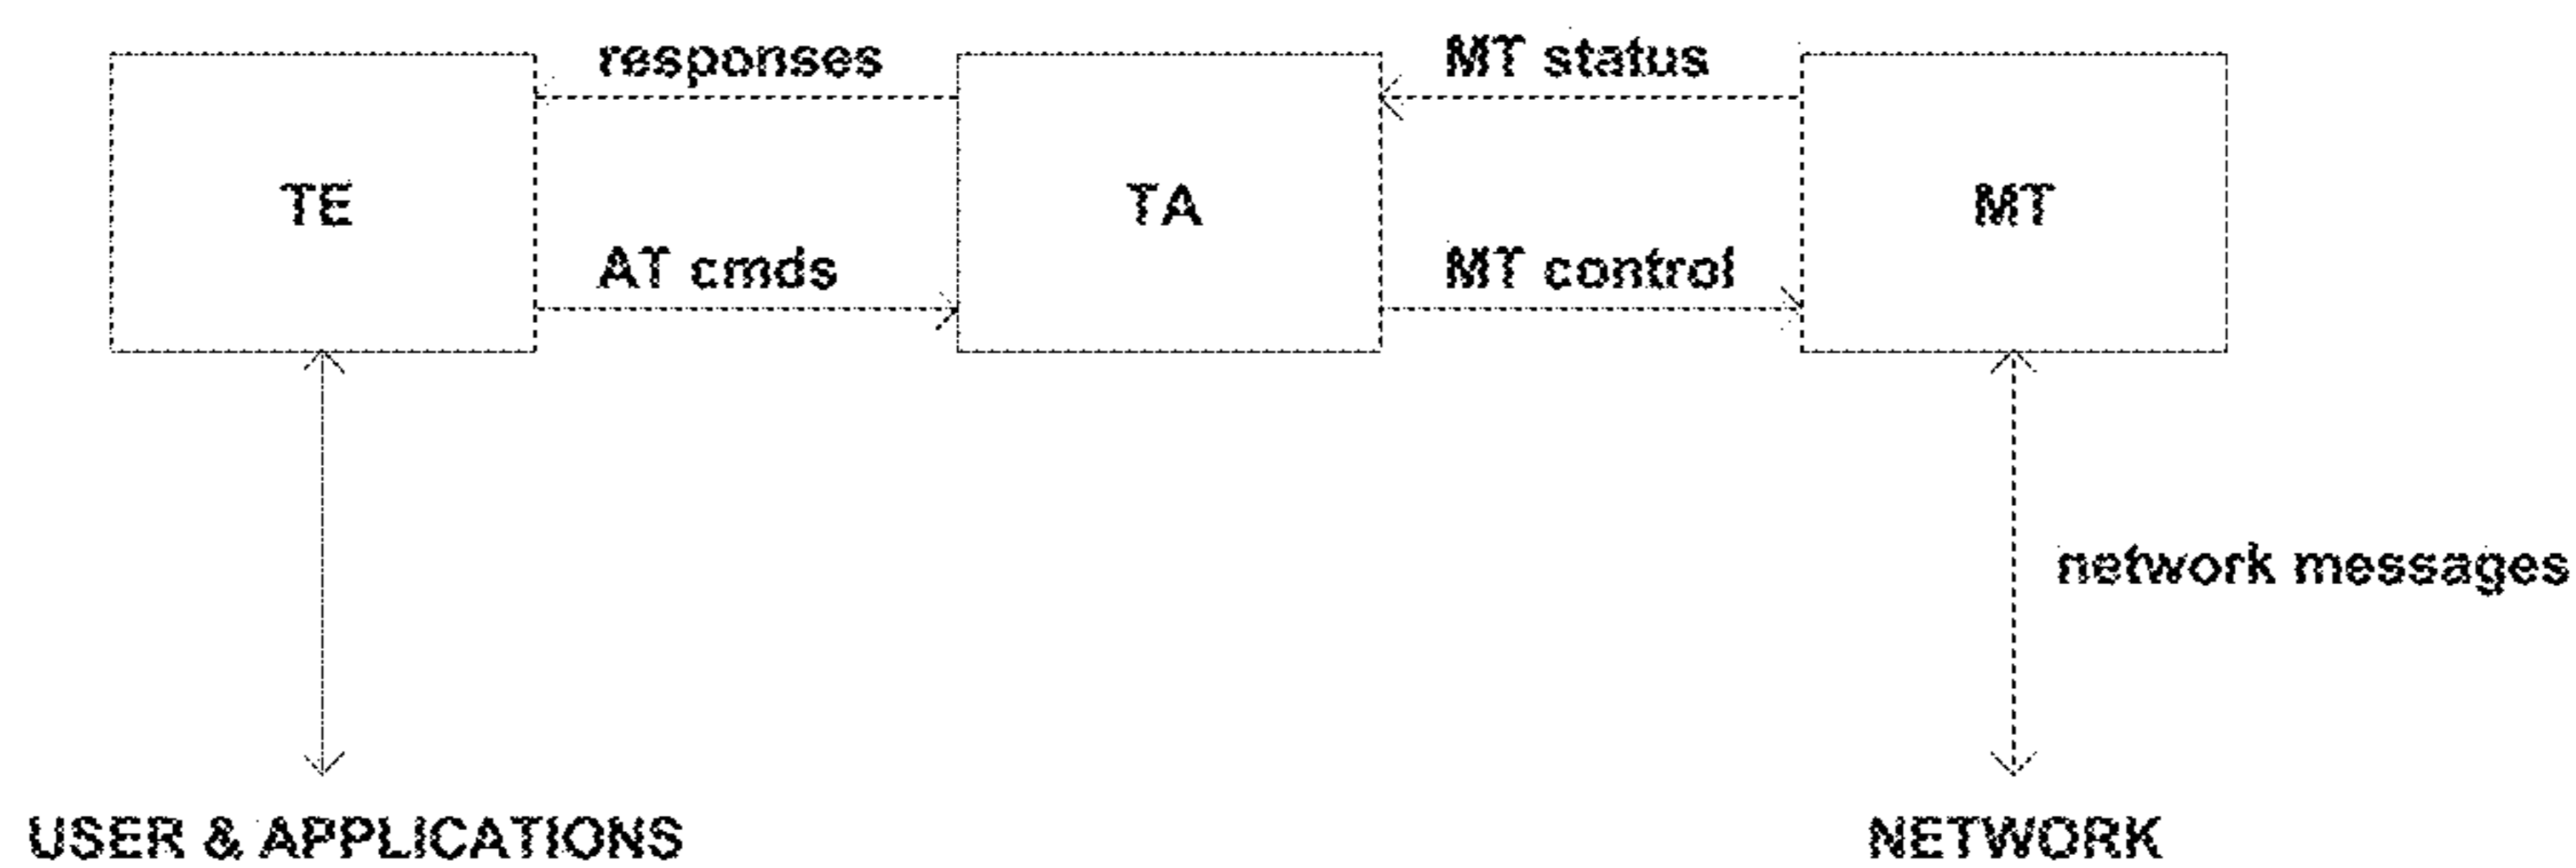 responses
MT status
TE
TA
MT
AT cmds
MT control
network messages
USER & APPLICATIONS
NETWORK